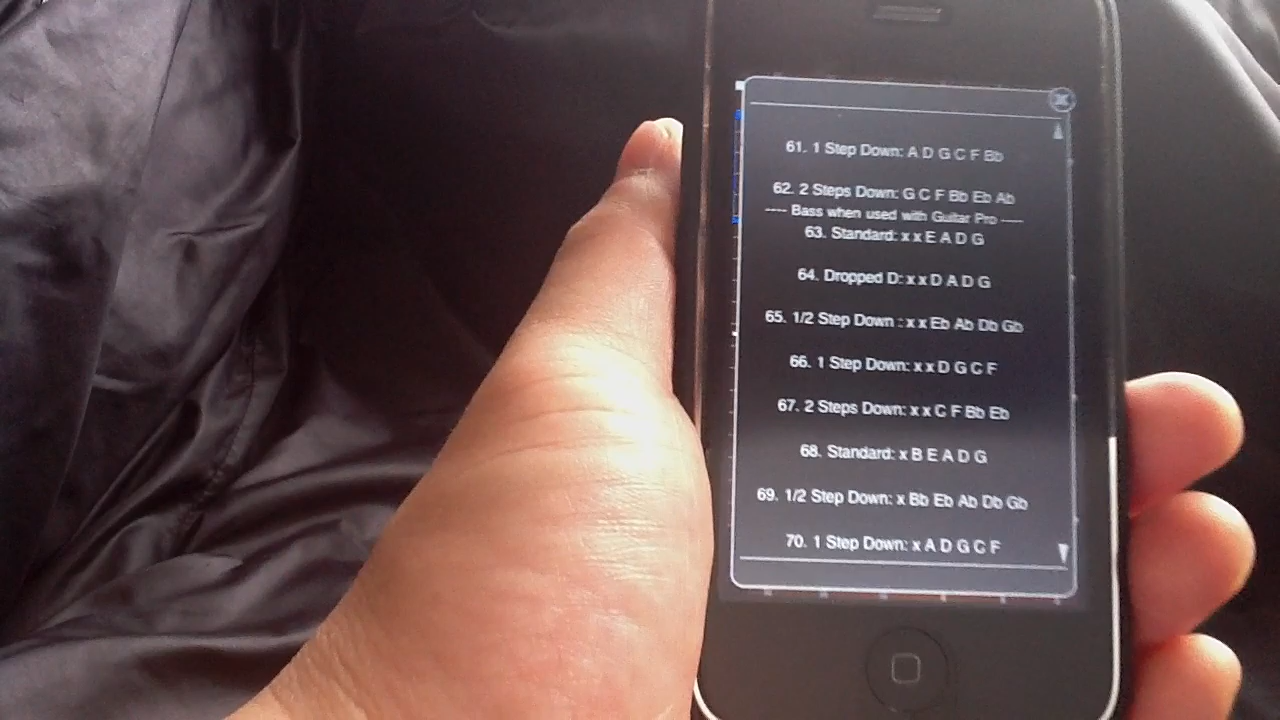 61. 1 Step Down: A D G C F Bb
62. 2 Steps Down: G C F Bb Eb Ab
---- Bass when used with Guitar Pro ----
63. Standard: x x E A D G
64. Dropped D: x x D A D G
65. 1/2 Step Down : x x Eb Ab Db Gb
66. 1 Step Down: x x D G C F
67. 2 Steps Down: x x C F Bb Eb
68. Standard: x B E A D G
69. 1/2 Step Down: x Bb Eb Ab Db Gb
70. 1 Step Down: x A D G C F